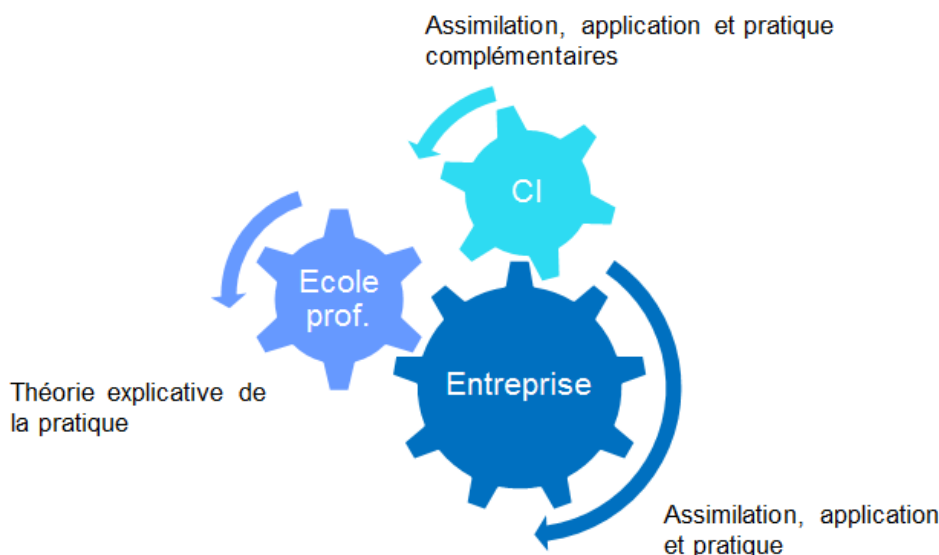 Assimilation, application et pratique
complémentaires
CI
Ecole
prof.
Entreprise
Théorie explicative de
la pratique
Assimilation, application
et pratique